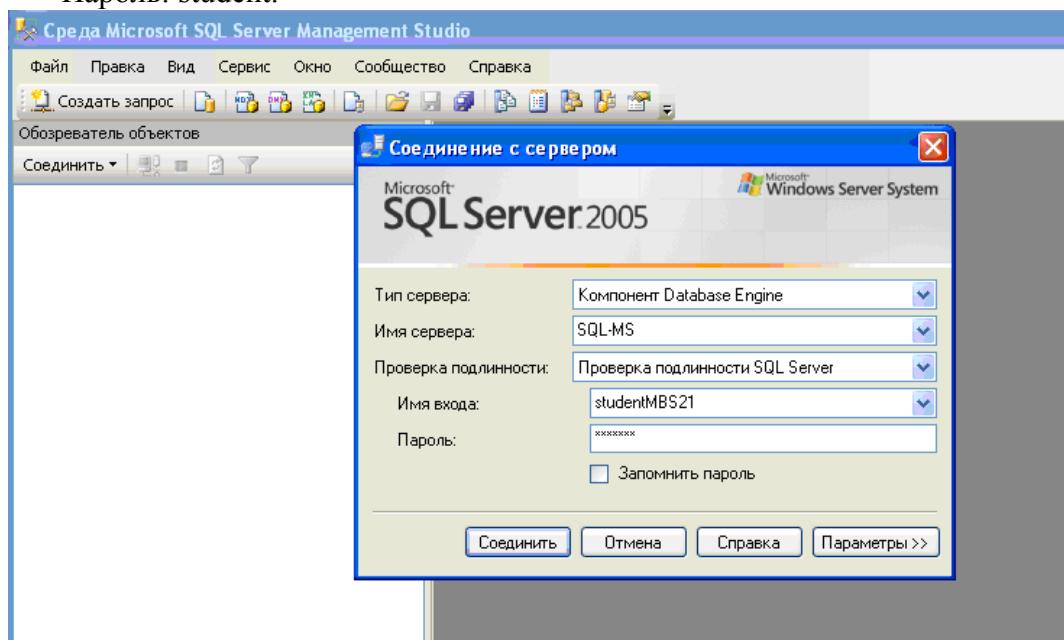 Пароль: student.
Среда Microsoft SQL Server Management Studio
Файл Правка Вид Сервис Окно Сообщество Справка
Создать запрос
Обозреватель объектов
Соединить
Соединение с сервером
Microsoft
SQL Server 2005
Microsoft
Windows Server System
Тип сервера: Компонент Database Engine
Имя сервера: SQL-MS
Проверка подлинности: Проверка подлинности SQL Server
Имя входа: studentMBS21
Пароль: ×××××××
Запомнить пароль
Соединить Отмена Справка Параметры >>